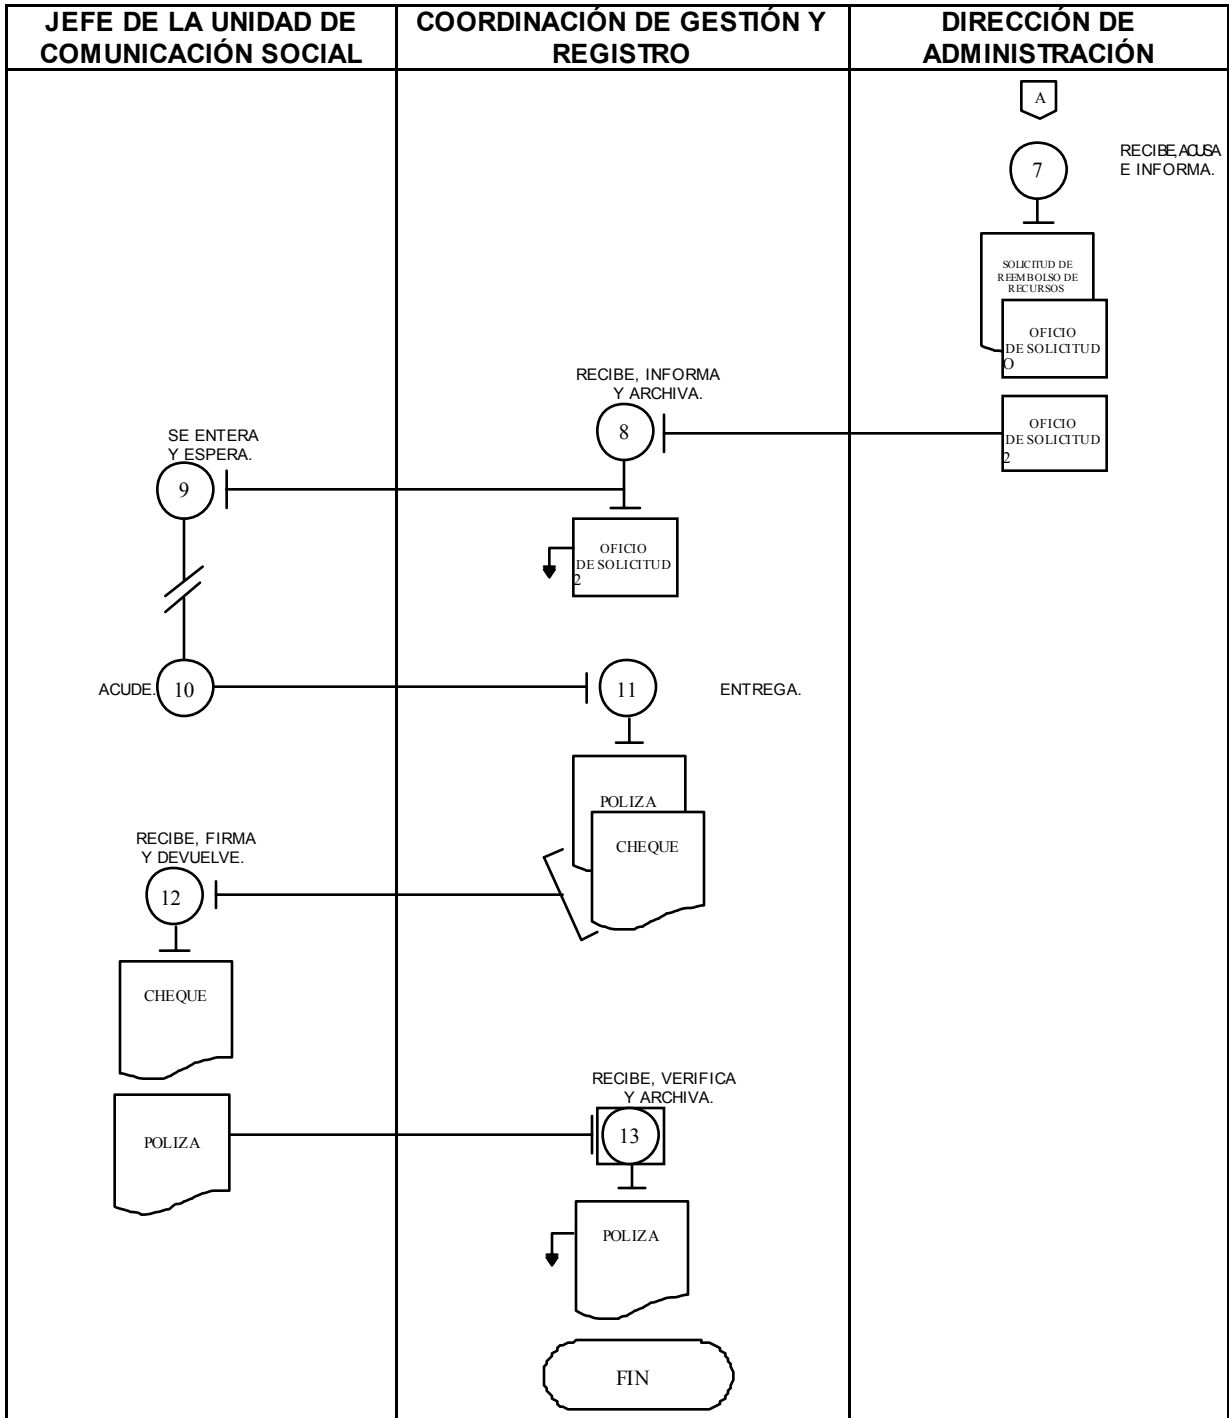 JEFE DE LA UNIDAD DE
COMUNICACIÓN SOCIAL
COORDINACIÓN DE GESTIÓN Y
REGISTRO
DIRECCIÓN DE
ADMINISTRACIÓN
A
7
RECIBE,ACUSA
E INFORMA.
SOLICITUD DE
REEMBOLSO DE
RECURSOS
OFICIO
DE SOLICITUD
O
RECIBE, INFORMA
Y ARCHIVA.
8
OFICIO
DE SOLICITUD
2
SE ENTERA
Y ESPERA.
9
OFICIO
DE SOLICITUD
2
ACUDE.
10
11
ENTREGA.
POLIZA
CHEQUE
RECIBE, FIRMA
Y DEVUELVE.
12
CHEQUE
RECIBE, VERIFICA
Y ARCHIVA.
POLIZA
13
POLIZA
FIN